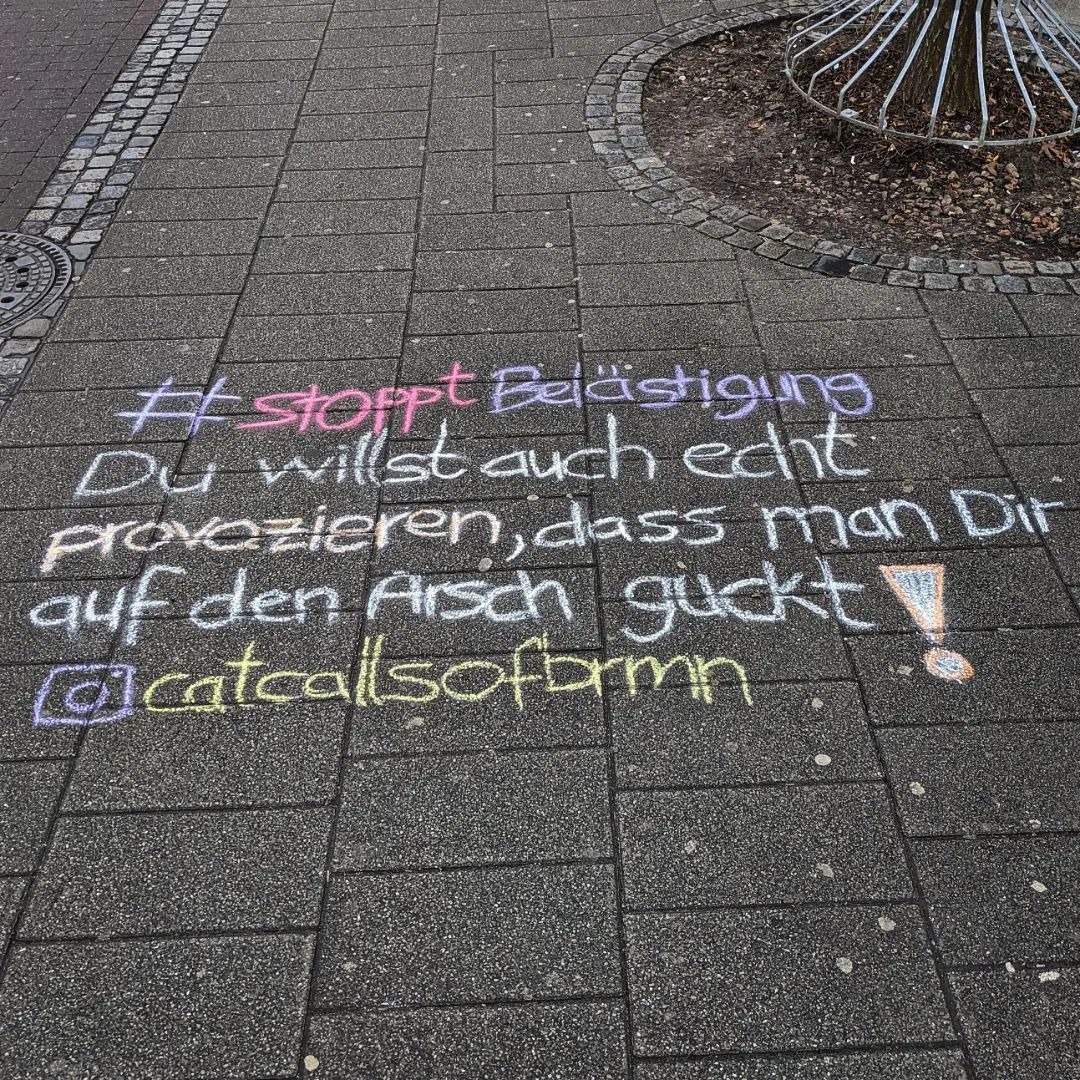 #stoppt Belästigung
Du willst auch echt
provozieren, dass man Dir
auf den Arsch guckt!
catcallsofbrmn